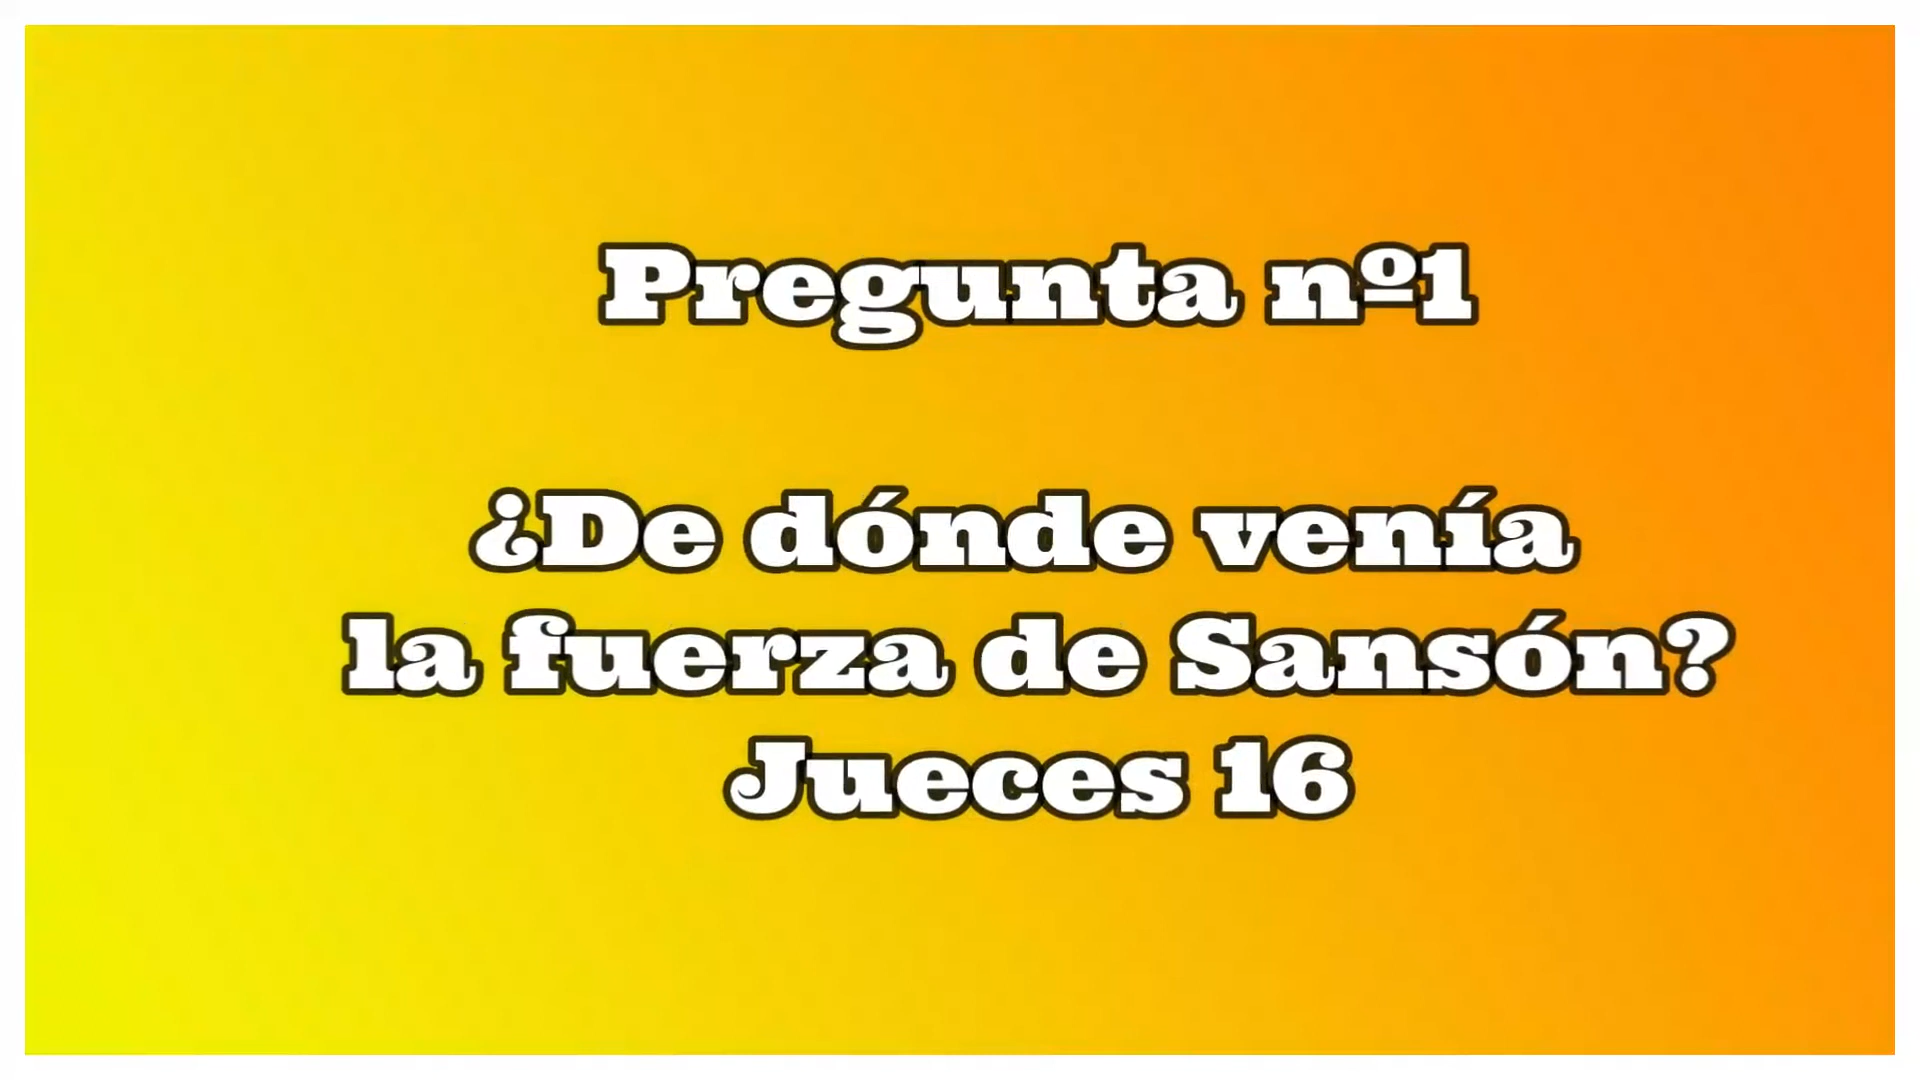 Pregunta nº1
¿De dónde venía
la fuerza de Sansón?
Jueces 16